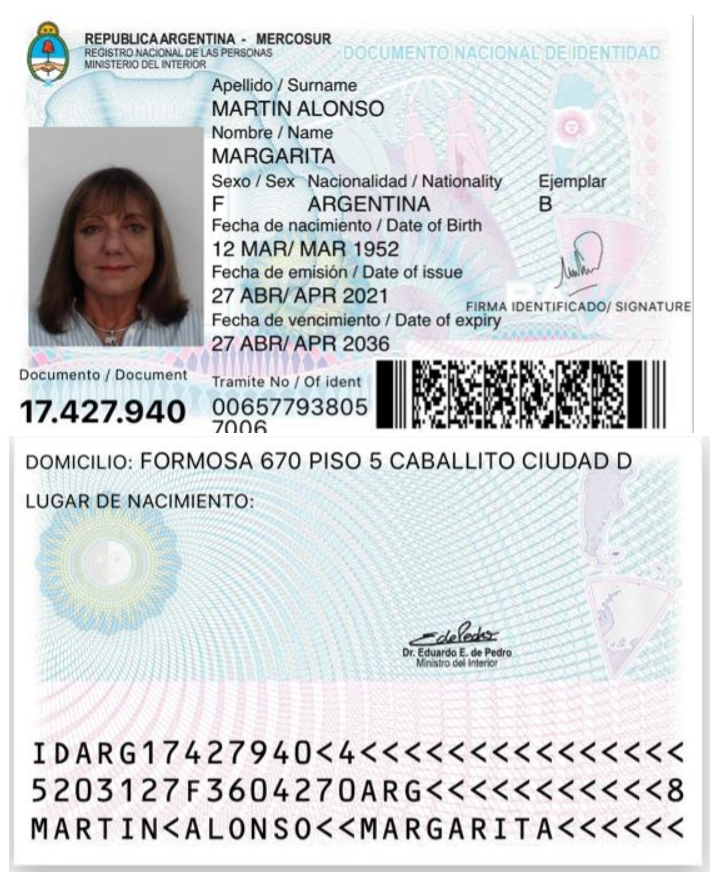 REPUBLICA ARGENTINA - MERCOSUR
REGISTRO NACIONAL DE LAS PERSONAS
MINISTERIO DEL INTERIOR
DOCUMENTO NACIONAL DE IDENTIDAD
Apellido / Surname
MARTIN ALONSO
Nombre / Name
MARGARITA
Sexo / Sex Nacionalidad / Nationality Ejemplar
F ARGENTINA B
Fecha de nacimiento / Date of Birth
12 MAR/ MAR 1952
Fecha de emisión / Date of issue
27 ABR/ APR 2021
FIRMA IDENTIFICADO/ SIGNATURE
Fecha de vencimiento / Date of expiry
27 ABR/ APR 2036
Documento / Document Tramite No / Of ident
17.427.940 00657793805
7006
DOMICILIO: FORMOSA 670 PISO 5 CABALLITO CIUDAD D
LUGAR DE NACIMIENTO:
EdePedro
Dr. Eduardo E. de Pedro
Ministro del Interior
IDARG17427940<4<<<<<<<<<<<<<<<
5203127F3604270ARG<<<<<<<<<<<8
MARTIN<ALONSO<<MARGARITA<<<<<<